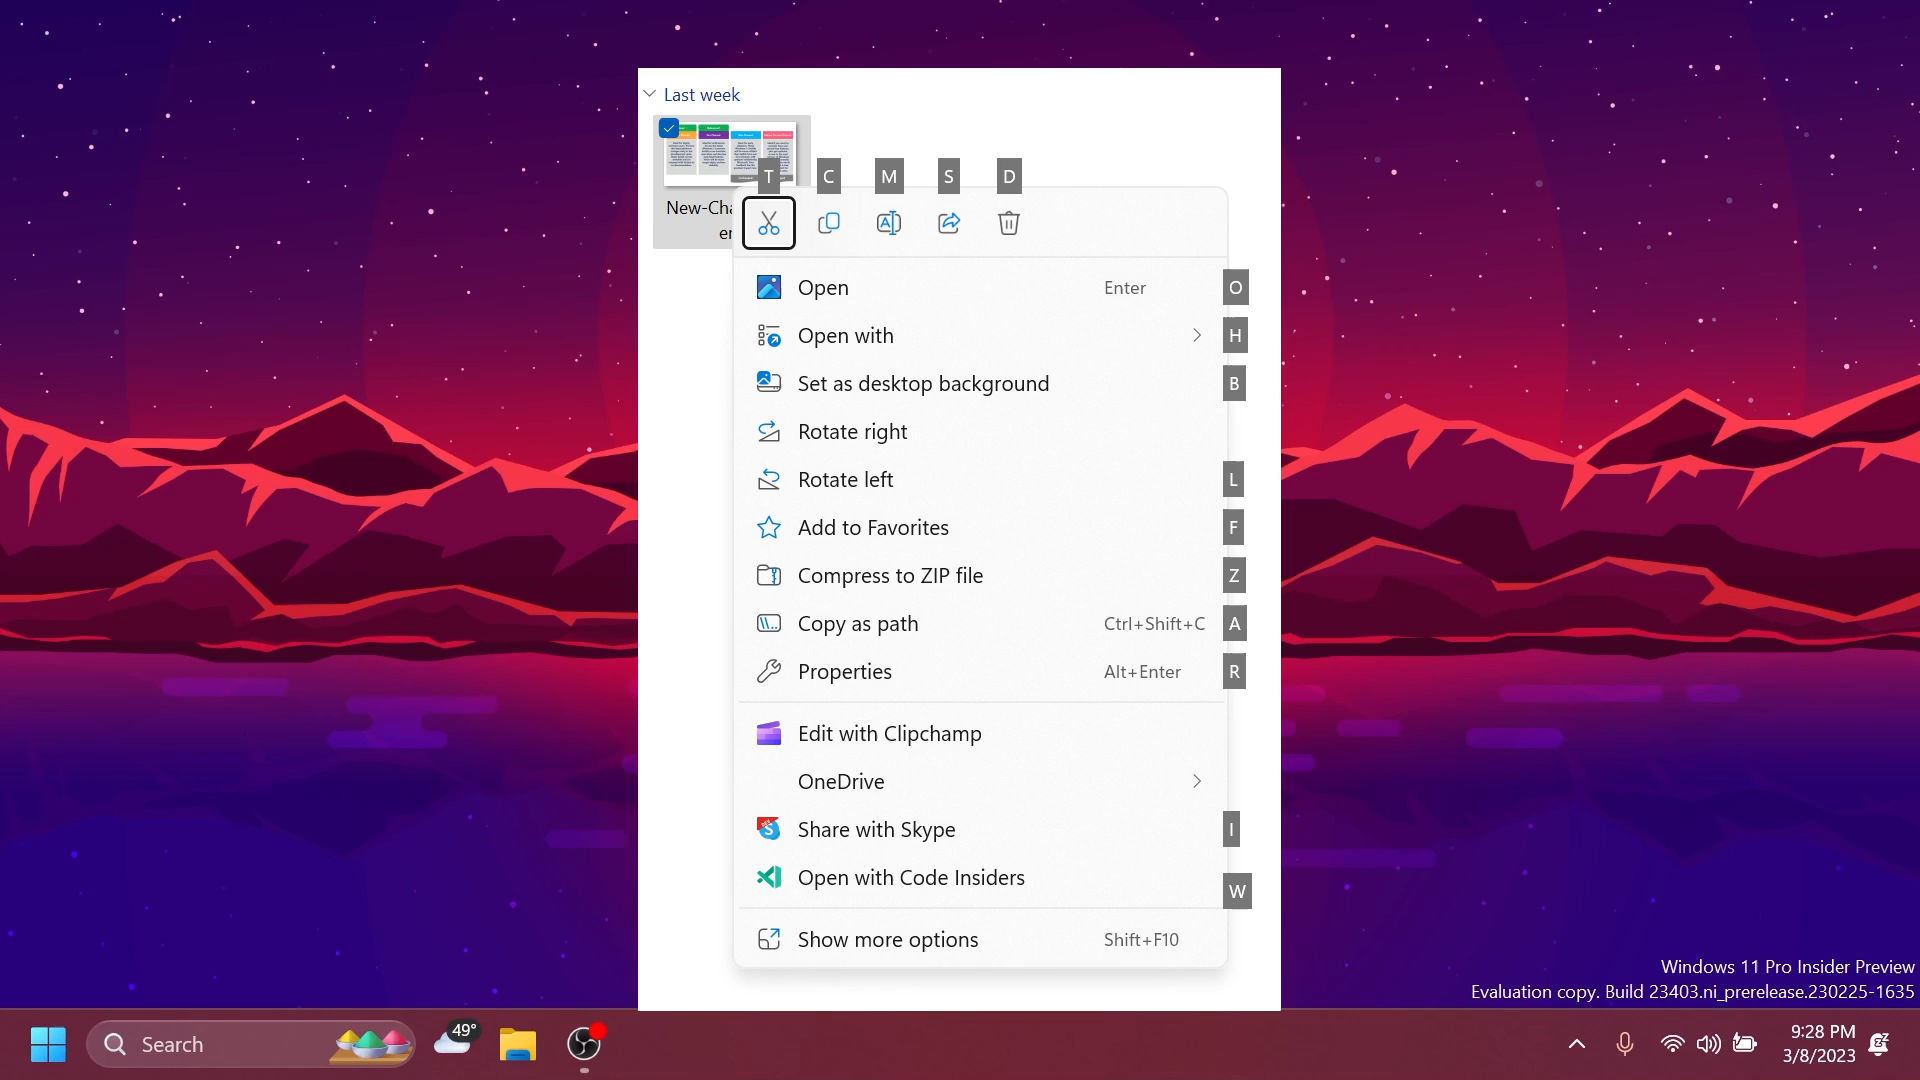 Last week
T C M S D
New-Cha
er
Open Enter O
Open with H
Set as desktop background B
Rotate right
Rotate left L
Add to Favorites F
Compress to ZIP file Z
Copy as path Ctrl+Shift+C A
Properties Alt+Enter R
Edit with Clipchamp
OneDrive
Share with Skype I
Open with Code Insiders W
Show more options Shift+F10
Windows 11 Pro Insider Preview
Evaluation copy. Build 23403.ni_prerelease.230225-1635
Search 49° 9:28 PM
3/8/2023